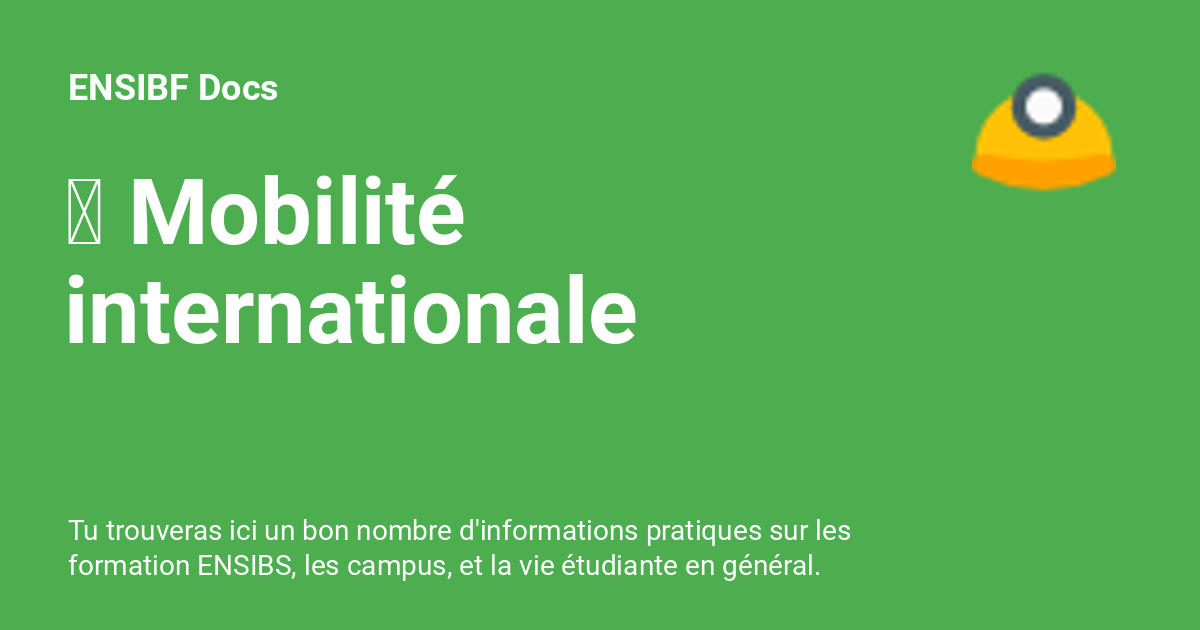 ENSIBF Docs
Mobilité
internationale
Tu trouveras ici un bon nombre d'informations pratiques sur les
formation ENSIBS, les campus, et la vie étudiante en général.